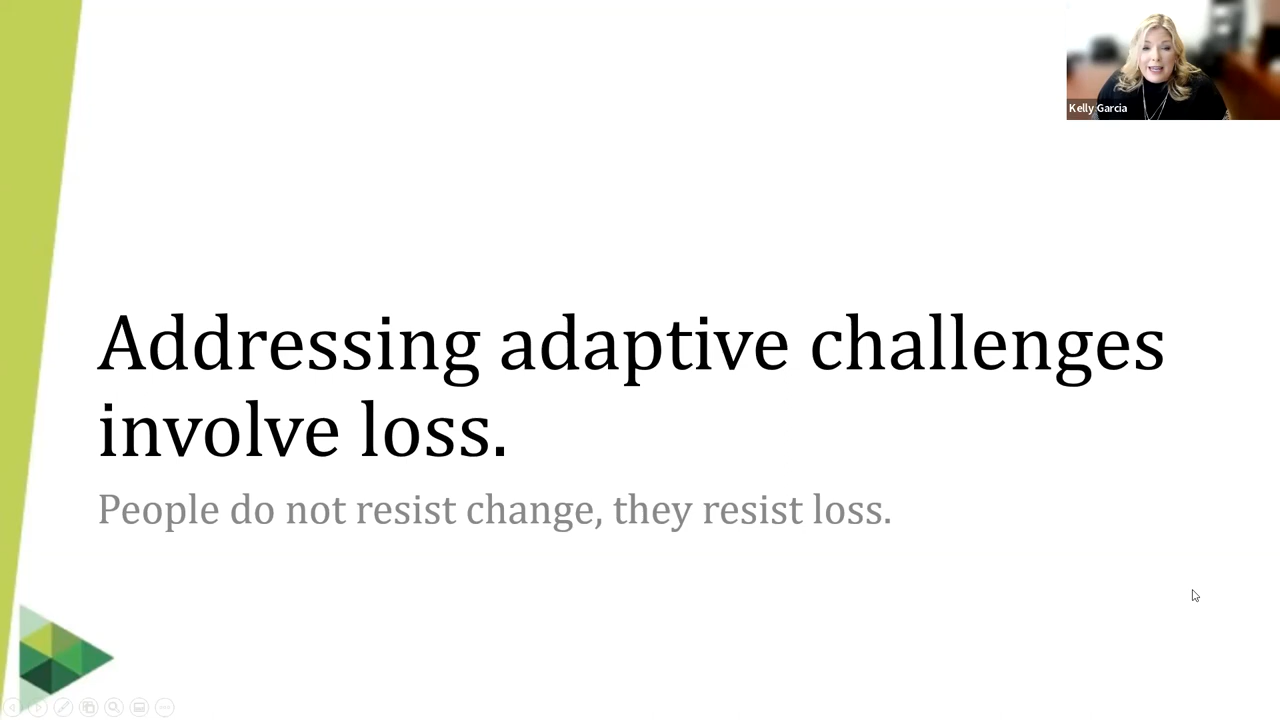 Kelly Garcia
Addressing adaptive challenges
involve loss.
People do not resist change, they resist loss.